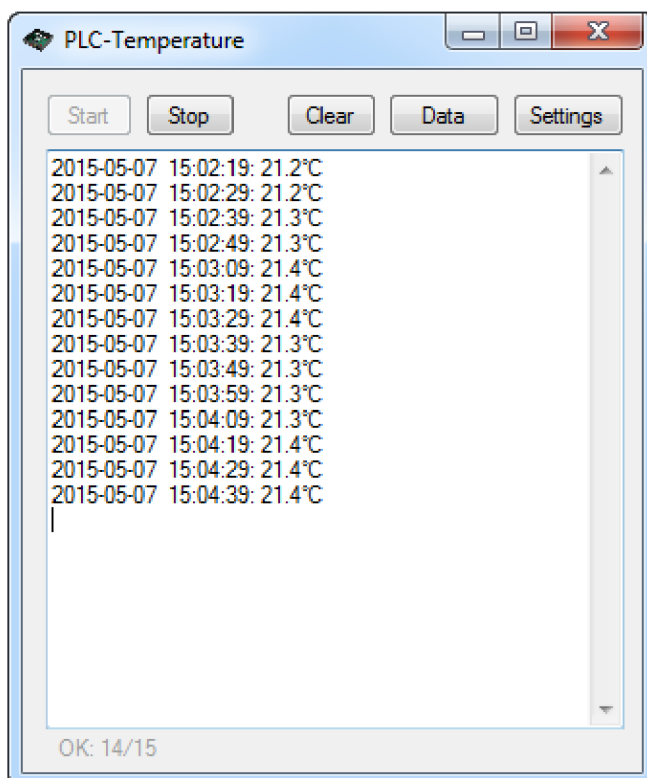 PLC-Temperature
Start Stop Clear Data Settings
2015-05-07 15:02:19: 21.2℃
2015-05-07 15:02:29: 21.2℃
2015-05-07 15:02:39: 21.3℃
2015-05-07 15:02:49: 21.3℃
2015-05-07 15:03:09: 21.4℃
2015-05-07 15:03:19: 21.4℃
2015-05-07 15:03:29: 21.4℃
2015-05-07 15:03:39: 21.3℃
2015-05-07 15:03:49: 21.3℃
2015-05-07 15:03:59: 21.3℃
2015-05-07 15:04:09: 21.3℃
2015-05-07 15:04:19: 21.4℃
2015-05-07 15:04:29: 21.4℃
2015-05-07 15:04:39: 21.4℃
OK: 14/15